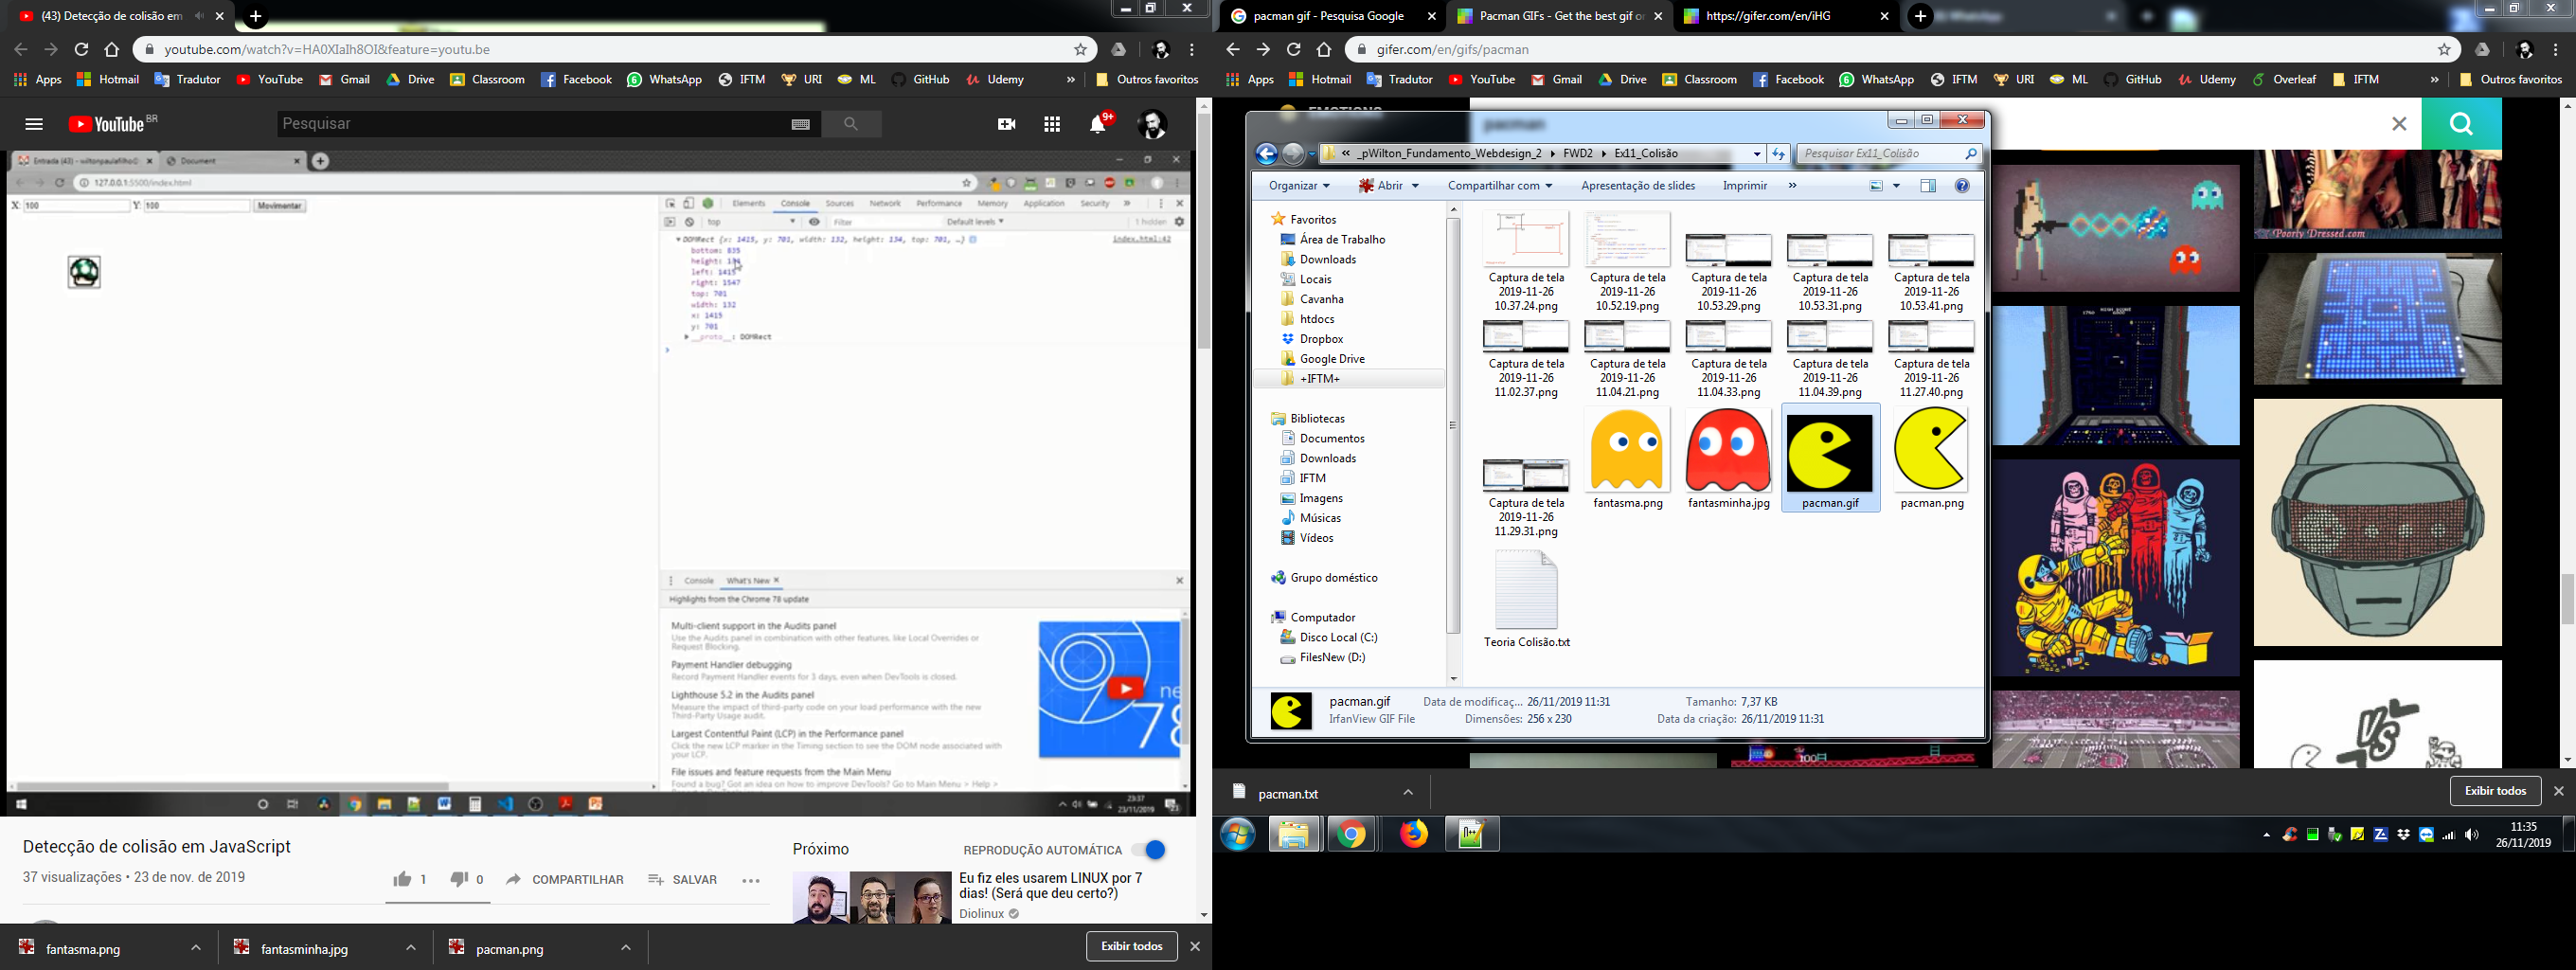 (43) Detecção de colisão em
youtube.com/watch?v=HA0XIaIh8OI&feature=youtu.be
Apps Hotmail Tradutor YouTube Gmail Drive Classroom Facebook WhatsApp IFTM URI ML GitHub Udemy » Outros favoritos
YouTube BR
Pesquisar
9+
Entrada (43) - wiltonpaulafilho@
Document
127.0.0.1:5500/index.html
X: 100 Y: 100 Movimentar
Elements Console Sources Network Performance Memory Application Security »
top Filter Default levels ▼ 1 hidden
DOMRect {x: 1415, y: 701, width: 132, height: 134, top: 701, …}
index.html:42
bottom: 835
height: 134
left: 1415
right: 1547
top: 701
width: 132
x: 1415
y: 701
__proto__: DOMRect
Console What's New
Highlights from the Chrome 78 update
Multi-client support in the Audits panel
Use the Audits panel in combination with other features, like Local Overrides or
Request Blocking.
Payment Handler debugging
Record Payment Handler events for 3 days, even when DevTools is closed.
Lighthouse 5.2 in the Audits panel
Measure the impact of third-party code on your load performance with the new
Third-Party Usage audit.
Largest Contentful Paint (LCP) in the Performance panel
Click the new LCP marker in the Timing section to see the DOM node associated with
your LCP.
File issues and feature requests from the Main Menu
Found a bug? Got an idea on how to improve DevTools? Go to Main Menu > Help >
ne
78
23:37
23/11/2019
Detecção de colisão em JavaScript
37 visualizações • 23 de nov. de 2019
1 0 COMPARTILHAR SALVAR
Próximo
REPRODUÇÃO AUTOMÁTICA
Eu fiz eles usarem LINUX por 7
dias! (Será que deu certo?)
Diolinux
fantasma.png
fantasminha.jpg
pacman.png
Exibir todos
pacman gif - Pesquisa Google
Pacman GIFs - Get the best gif o
https://gifer.com/en/iHG
gifer.com/en/gifs/pacman
Apps Hotmail Tradutor YouTube Gmail Drive Classroom Facebook WhatsApp IFTM URI ML GitHub Udemy Overleaf IFTM » Outros favoritos
EMOTIONS
pacman
« _pWilton_Fundamento_Webdesign_2 FWD2 Ex11_Colisão
Pesquisar Ex11_Colisão
Organizar Abrir Compartilhar com Apresentação de slides Imprimir »
Favoritos
Área de Trabalho
Downloads
Locais
Cavanha
htdocs
Dropbox
Google Drive
+IFTM+
Bibliotecas
Documentos
Downloads
IFTM
Imagens
Músicas
Vídeos
Grupo doméstico
Computador
Disco Local (C:)
FilesNew (D:)
Captura de tela 2019-11-26 10.37.24.png
Captura de tela 2019-11-26 10.52.19.png
Captura de tela 2019-11-26 10.53.29.png
Captura de tela 2019-11-26 10.53.31.png
Captura de tela 2019-11-26 10.53.41.png
Captura de tela 2019-11-26 11.02.37.png
Captura de tela 2019-11-26 11.04.21.png
Captura de tela 2019-11-26 11.04.33.png
Captura de tela 2019-11-26 11.04.39.png
Captura de tela 2019-11-26 11.27.40.png
Captura de tela 2019-11-26 11.29.31.png
fantasma.png
fantasminha.jpg
pacman.gif
pacman.png
Teoria Colisão.txt
pacman.gif Data de modificaç... 26/11/2019 11:31 Tamanho: 7,37 KB
IrfanView GIF File Dimensões: 256 x 230 Data da criação: 26/11/2019 11:31
Poorly Dressed.com
VS
100
pacman.txt
Exibir todos
11:35
26/11/2019